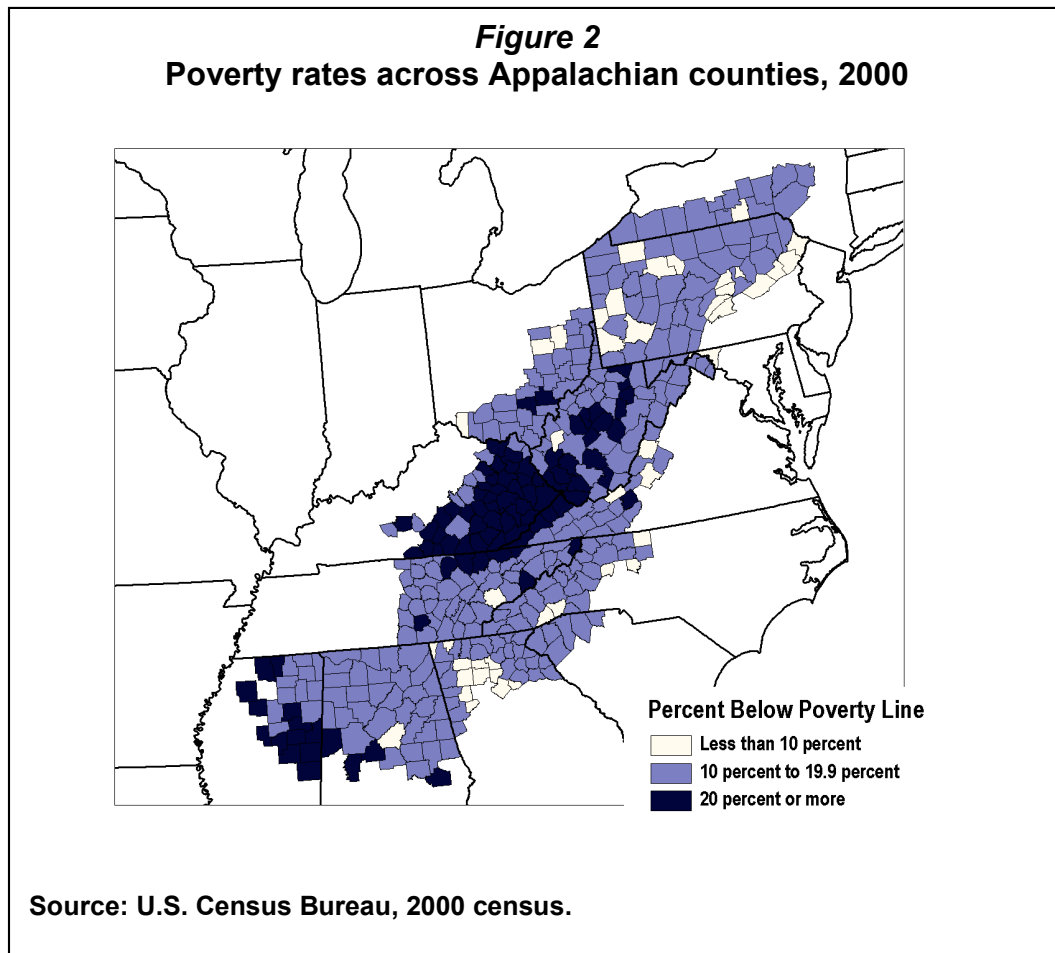 Figure 2
Poverty rates across Appalachian counties, 2000
Percent Below Poverty Line
Less than 10 percent
10 percent to 19.9 percent
20 percent or more
Source: U.S. Census Bureau, 2000 census.